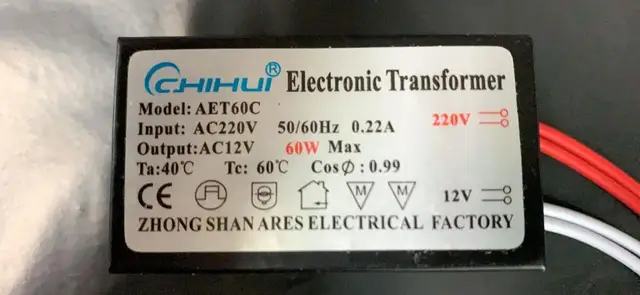 CHIHUI® Electronic Transformer
Model: AET60C
Input: AC220V 50/60Hz 0.22A
Output:AC12V 60W Max
Ta:40℃ Tc: 60℃ CosØ: 0.99
220V
CE M M
12V
ZHONG SHAN ARES ELECTRICAL FACTORY